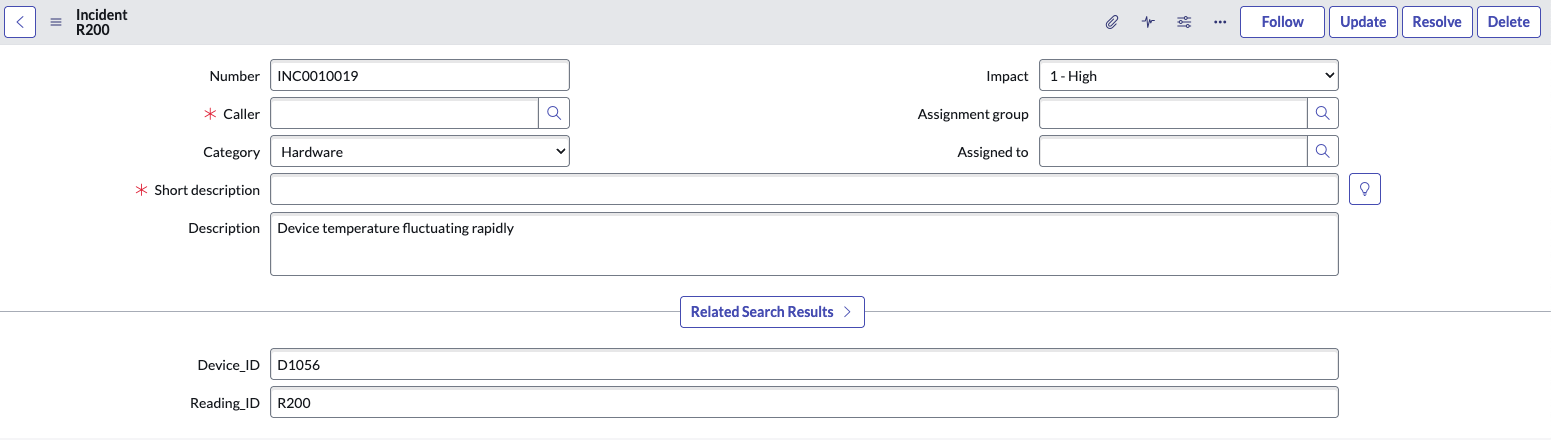 Incident
R200
Follow
Update
Resolve
Delete
Number INC0010019
Impact 1 - High
Caller
Assignment group
Category Hardware
Assigned to
Short description
Description Device temperature fluctuating rapidly
Related Search Results
Device_ID D1056
Reading_ID R200